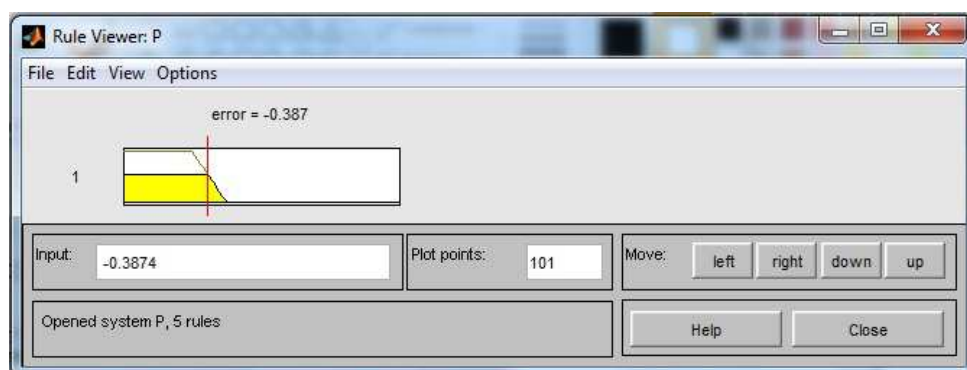 Rule Viewer: P
File Edit View Options
error = -0.387
1
Input: -0.3874 Plot points: 101 Move: left right down up
Opened system P, 5 rules Help Close